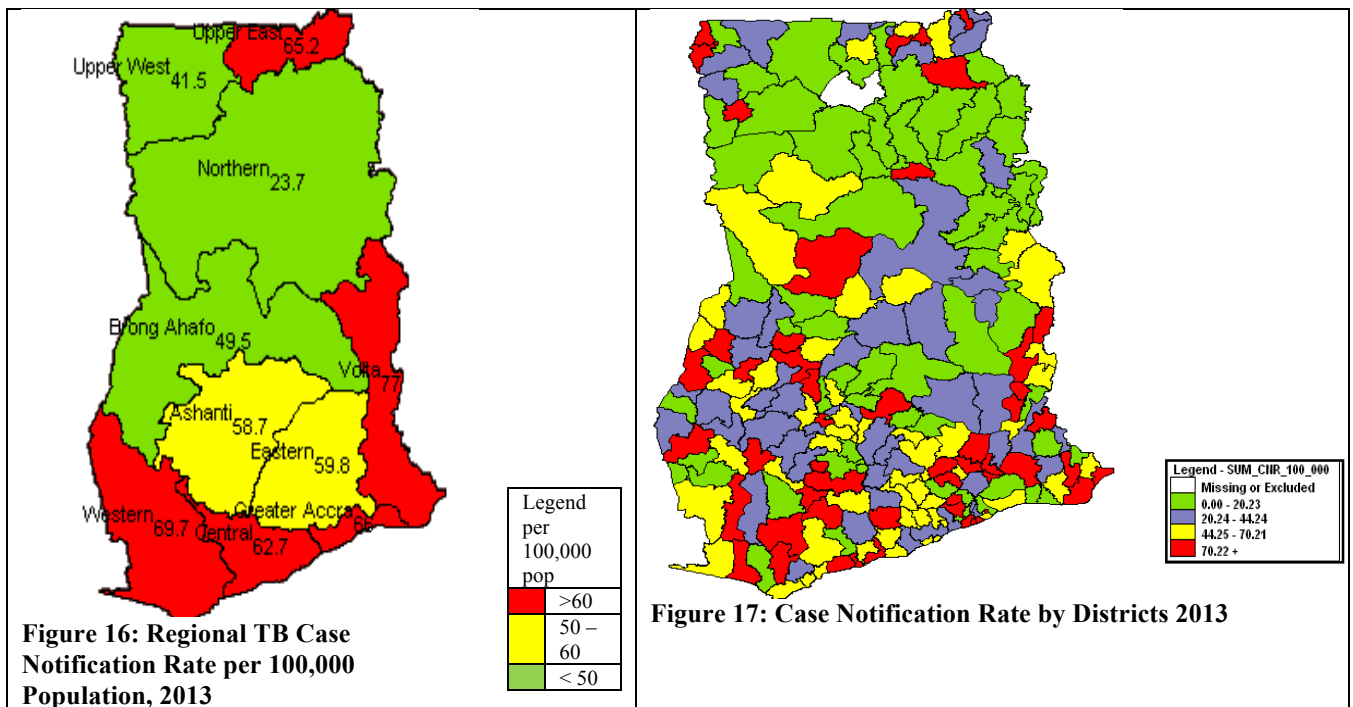 Upper East
65.2
Upper West
41.5
Northern
23.7
Brong Ahafo
49.5
Volta
77
Ashanti
58.7
Eastern
59.8
Greater Accra
66
Western
69.7
Central
62.7
Legend
per
100,000
pop
>60
50 –
60
< 50
Figure 16: Regional TB Case
Notification Rate per 100,000
Population, 2013
Legend - SUM_CNR_100_000
Missing or Excluded
0.00 - 20.23
20.24 - 44.24
44.25 - 70.21
70.22 +
Figure 17: Case Notification Rate by Districts 2013